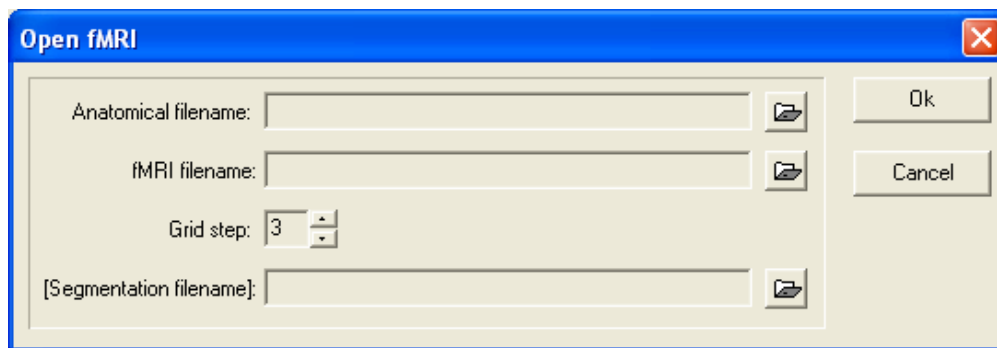 Open fMRI
Anatomical filename:
Ok
fMRI filename:
Cancel
Grid step: 3
[Segmentation filename]: